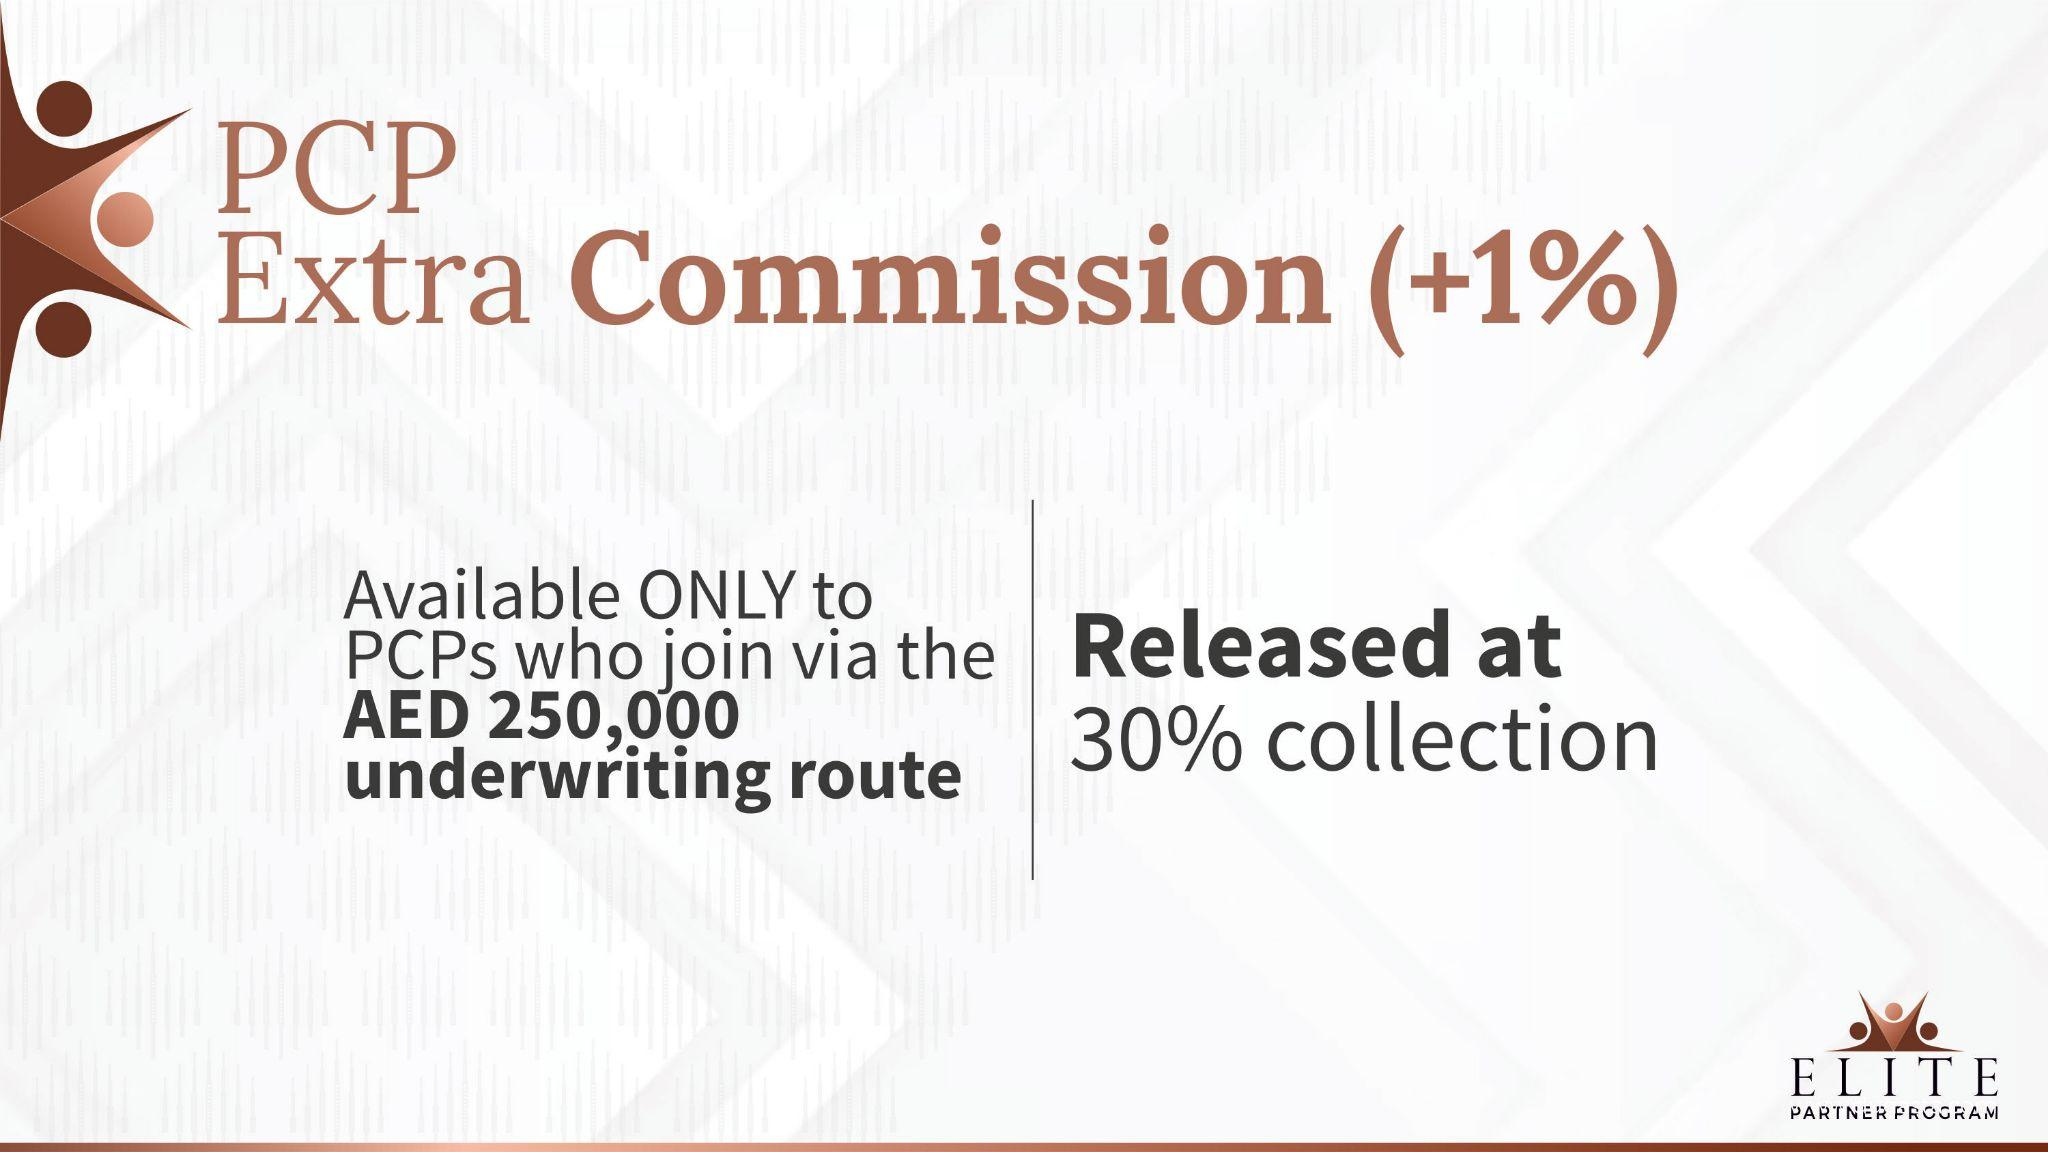 PCP
Extra Commission (+1%)
Available ONLY to
PCPs who join via the
AED 250,000
underwriting route
Released at
30% collection
ELITE
PARTNER PROGRAM